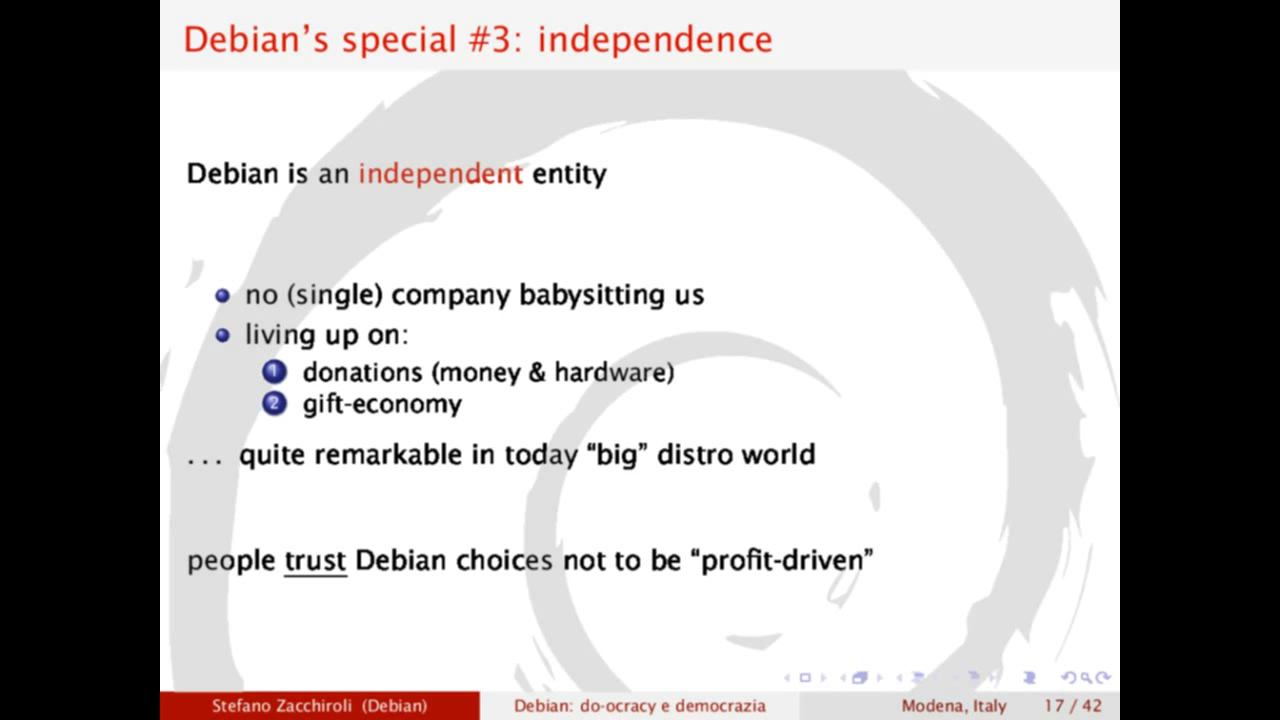 Debian's special #3: independence
Debian is an independent entity
no (single) company babysitting us
living up on:
1 donations (money & hardware)
2 gift-economy
... quite remarkable in today “big” distro world
people trust Debian choices not to be “profit-driven”
Stefano Zacchiroli (Debian) Debian: do-ocracy e democrazia Modena, Italy 17 / 42